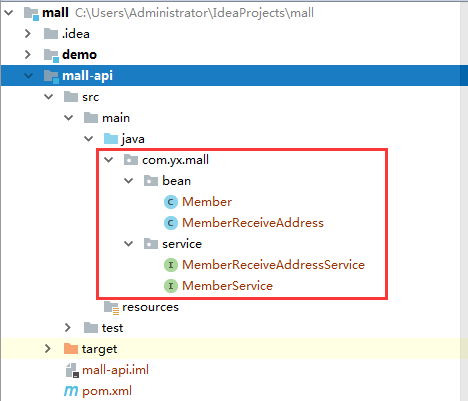 mall C:\Users\Administrator\IdeaProjects\mall
.idea
demo
mall-api
src
main
java
com.yx.mall
bean
Member
MemberReceiveAddress
service
MemberReceiveAddressService
MemberService
resources
test
target
mall-api.iml
pom.xml